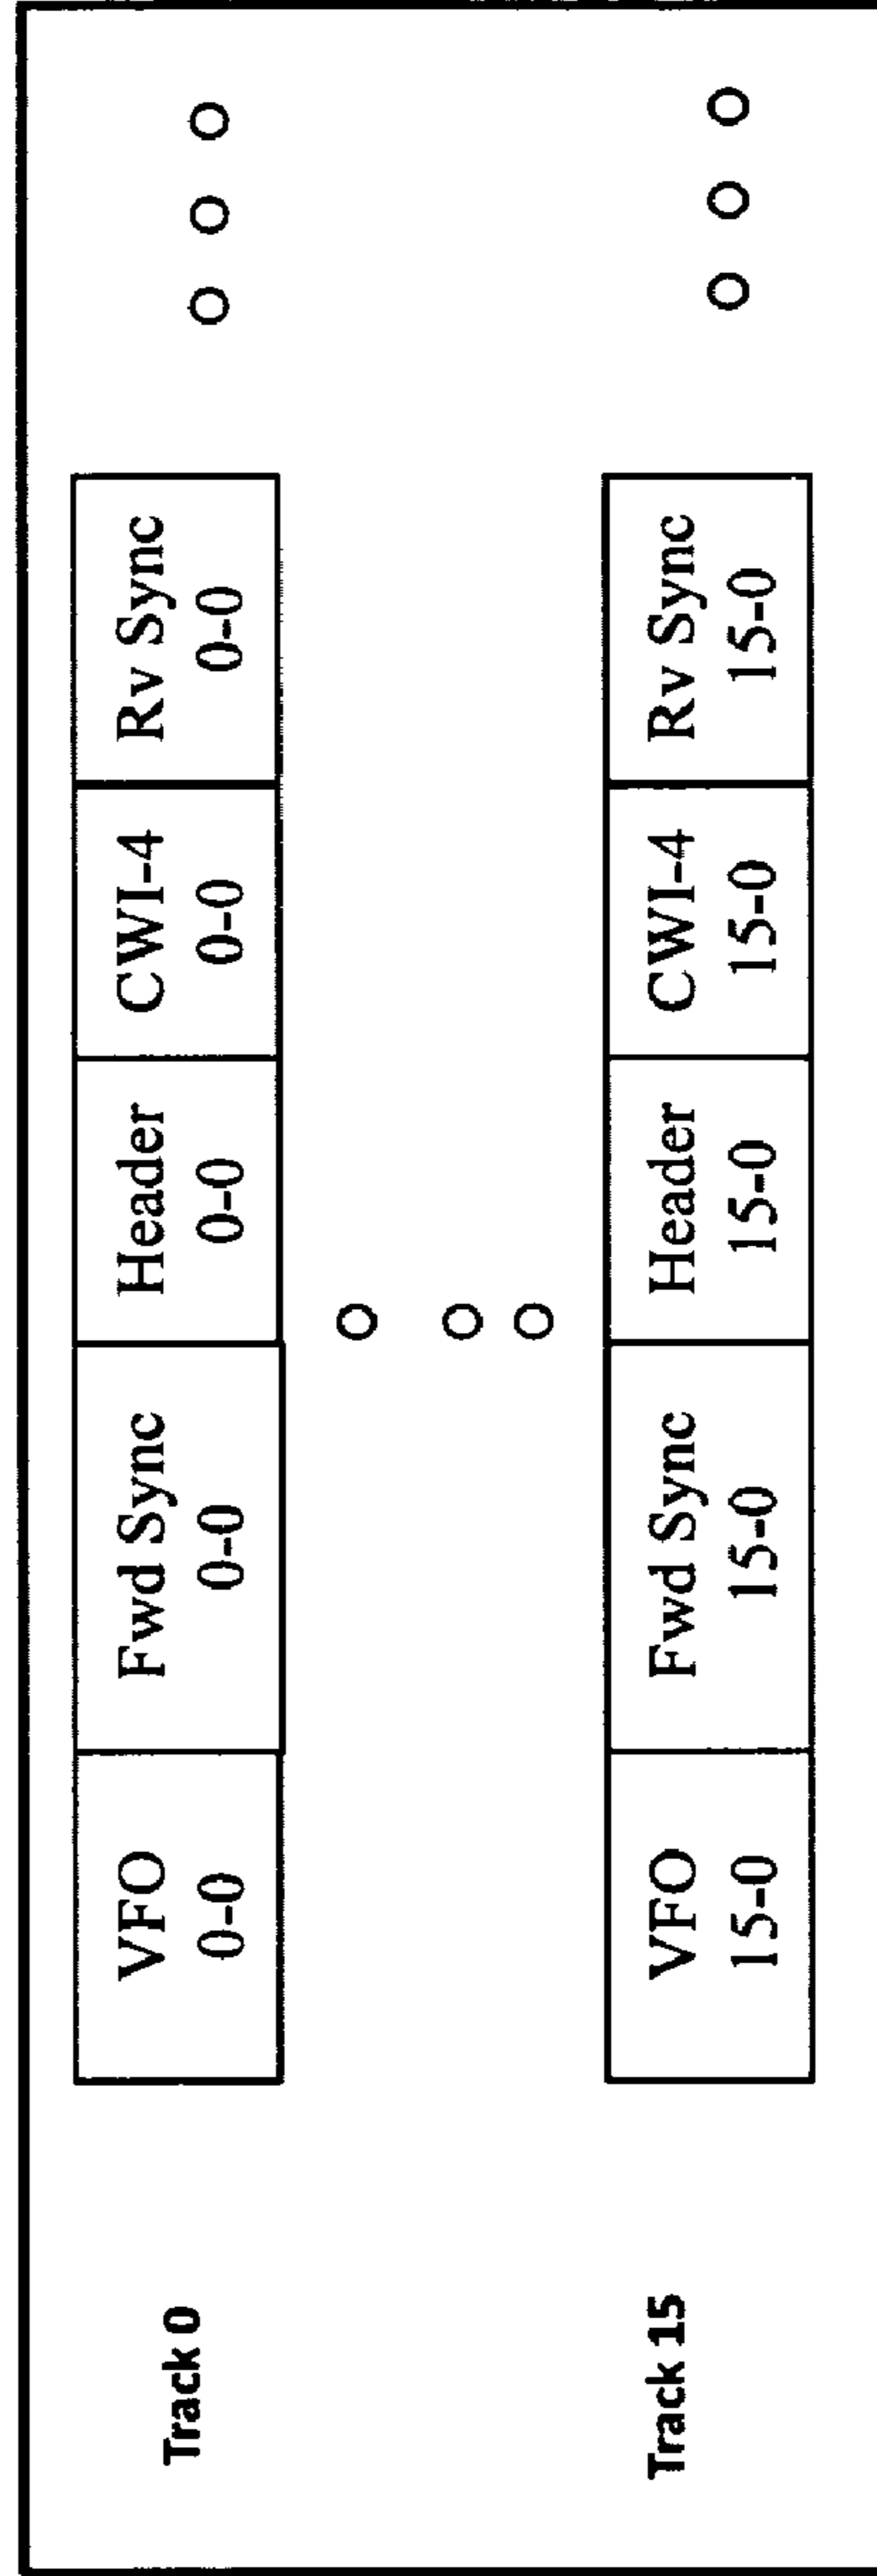 Track 0
VFO
0-0
Fwd Sync
0-0
Header
0-0
CWI-4
0-0
Rv Sync
0-0
Track 15
VFO
15-0
Fwd Sync
15-0
Header
15-0
CWI-4
15-0
Rv Sync
15-0